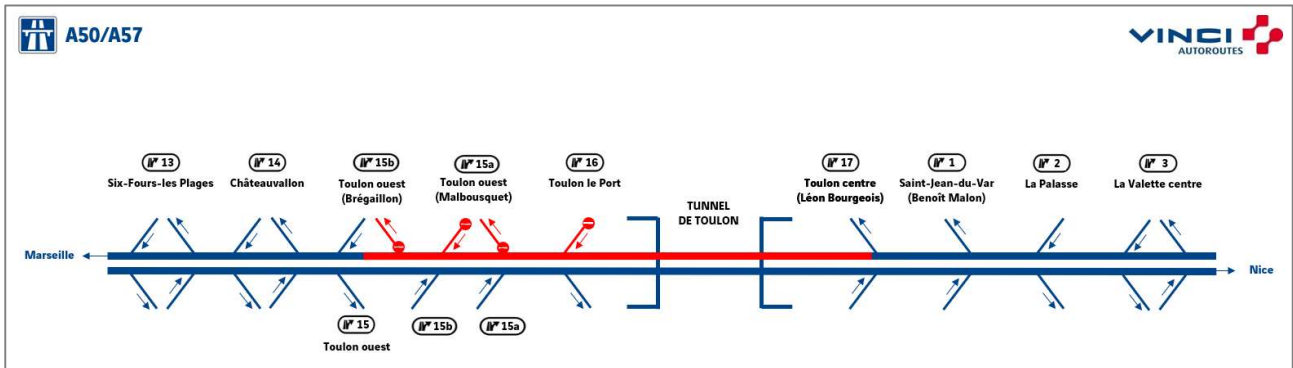 A50/A57
VINCI
AUTOROUTES
13
Six-Fours-les Plages
14
Châteauvallon
15b
Toulon ouest
(Brégaillon)
15a
Toulon ouest
(Malbousquet)
16
Toulon le Port
TUNNEL
DE TOULON
17
Toulon centre
(Léon Bourgeois)
1
Saint-Jean-du-Var
(Benoît Malon)
2
La Palasse
3
La Valette centre
Marseille
Nice
15
Toulon ouest
15b
15a